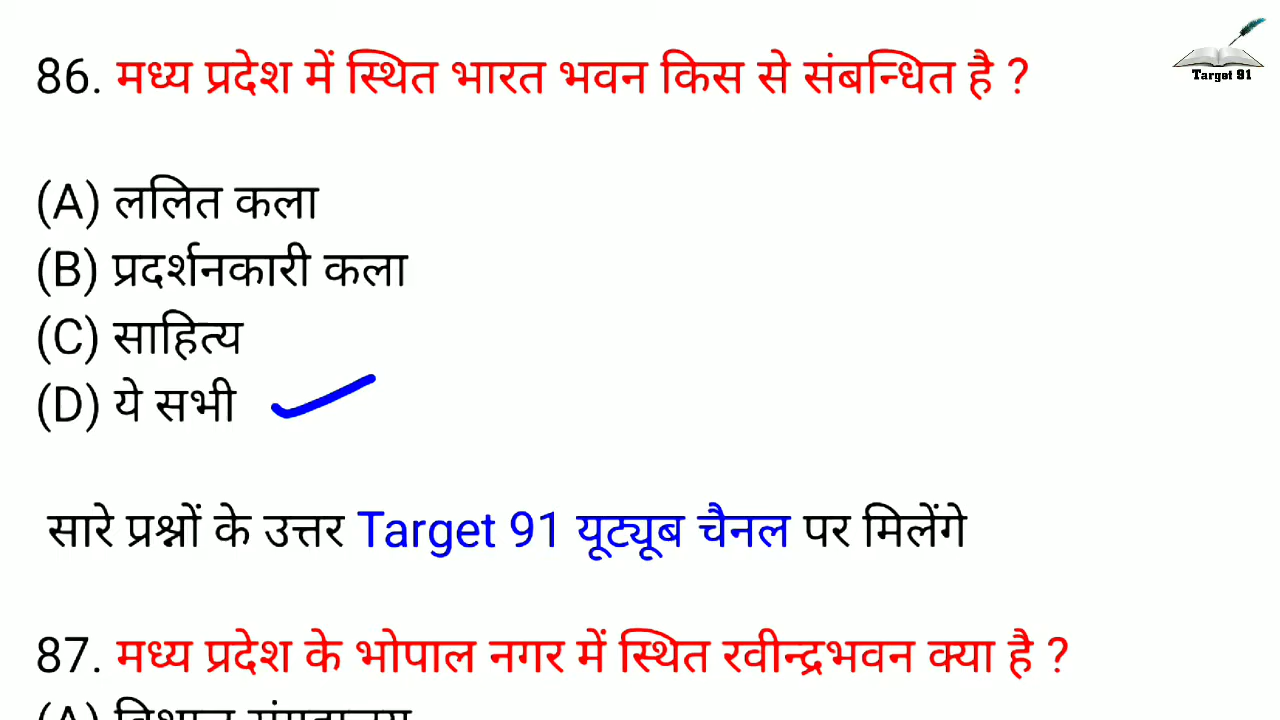 86. मध्य प्रदेश में स्थित भारत भवन किस से संबन्धित है ?
Target 91
(A) ललित कला
(B) प्रदर्शनकारी कला
(C) साहित्य
(D) ये सभी
सारे प्रश्नों के उत्तर Target 91 यूट्यूब चैनल पर मिलेंगे
87. मध्य प्रदेश के भोपाल नगर में स्थित रवीन्द्रभवन क्या है ?
(A)